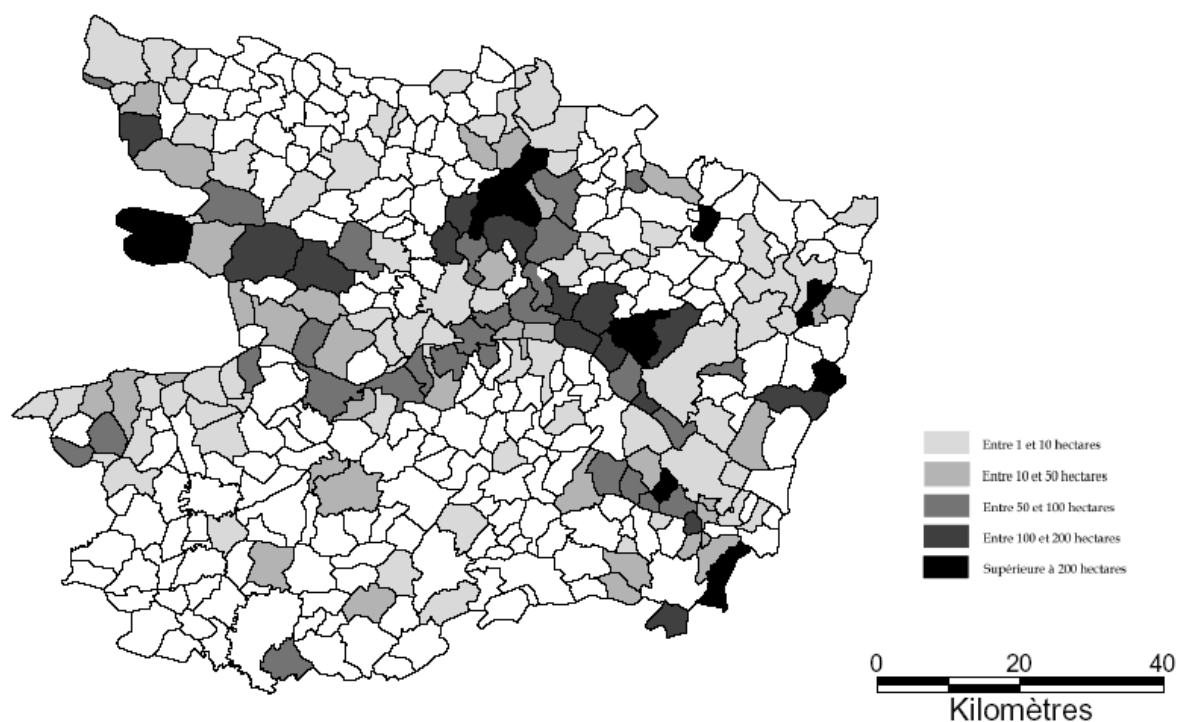 Entre 1 et 10 hectares
Entre 10 et 50 hectares
Entre 50 et 100 hectares
Entre 100 et 200 hectares
Supérieure à 200 hectares
0 20 40
Kilomètres